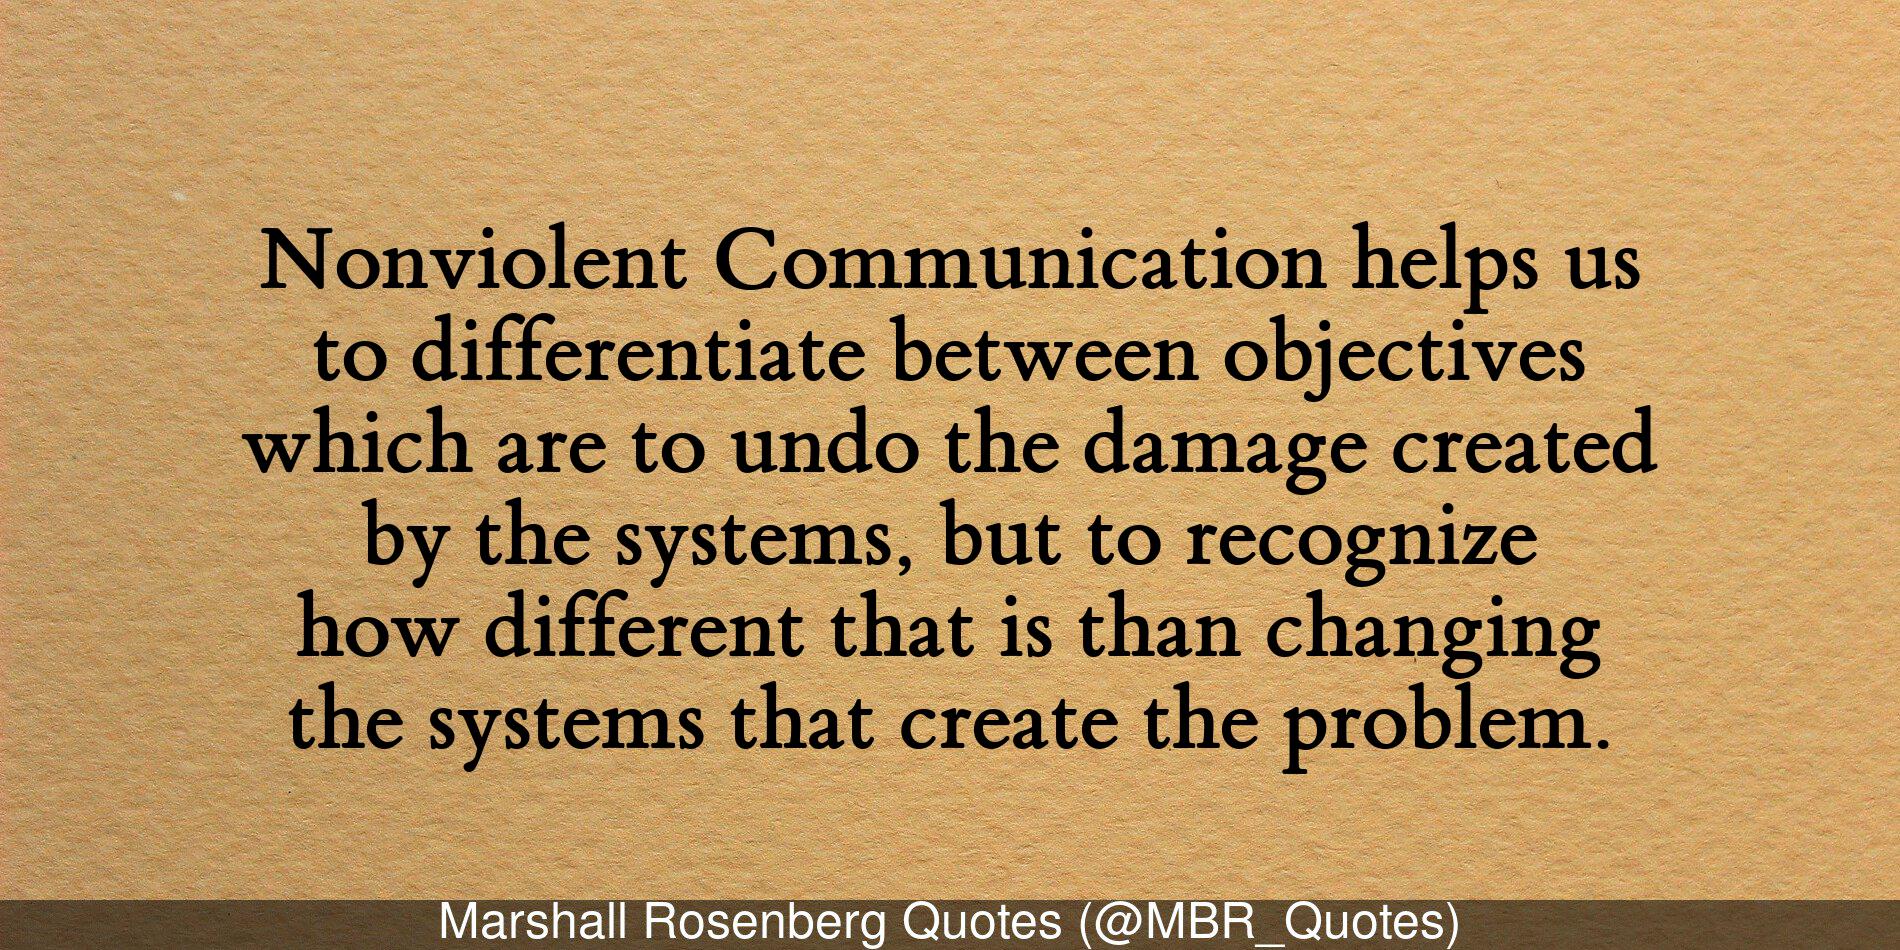 Nonviolent Communication helps us
to differentiate between objectives
which are to undo the damage created
by the systems, but to recognize
how different that is than changing
the systems that create the problem.
Marshall Rosenberg Quotes (@MBR_Quotes)